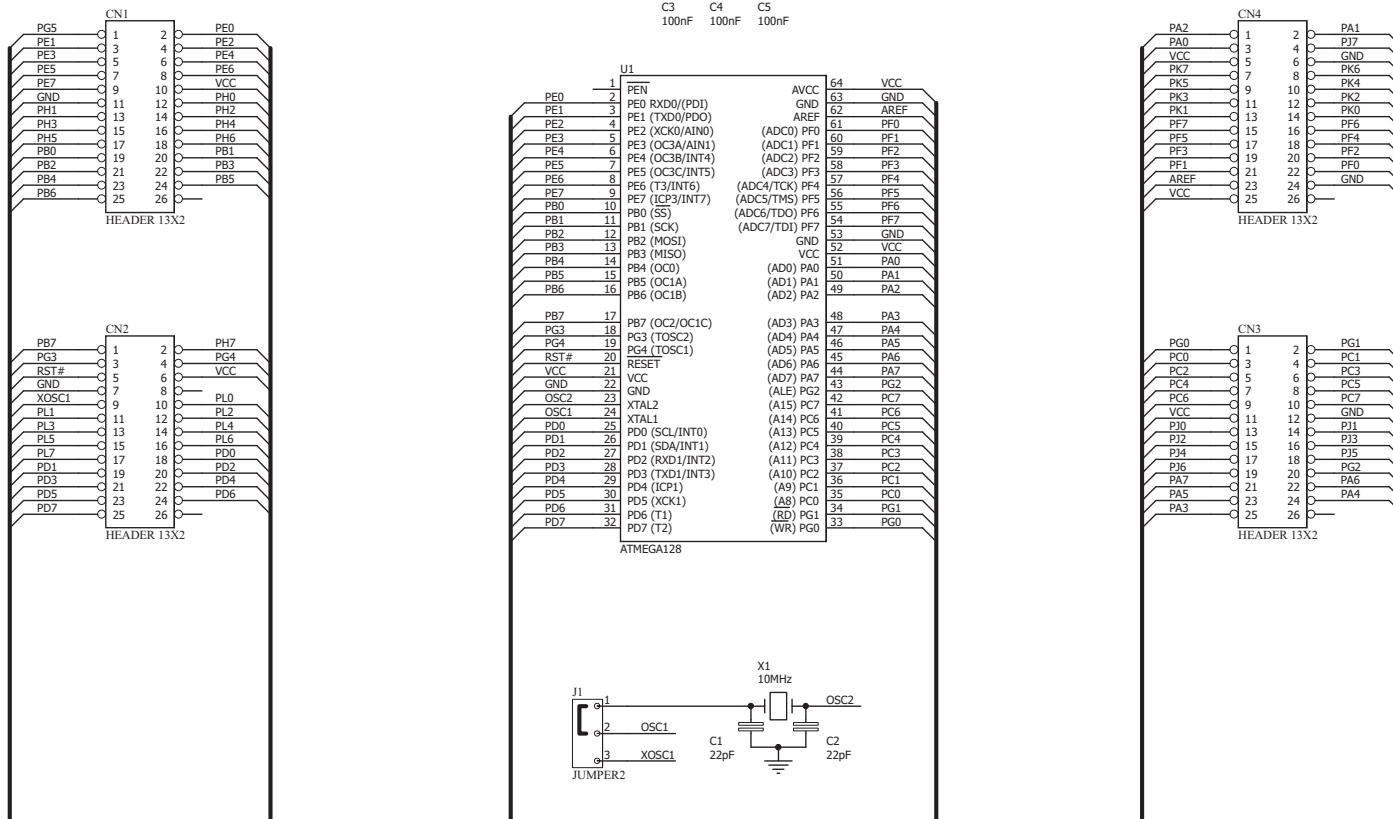 C3 C4 C5
100nF 100nF 100nF
CN1
PG5 1 2 PE0
PE1 3 4 PE2
PE3 5 6 PE4
PE5 7 8 PE6
PE7 9 10 VCC
GND 11 12 PH0
PH1 13 14 PH2
PH3 15 16 PH4
PH5 17 18 PH6
PB0 19 20 PB1
PB2 21 22 PB3
PB4 23 24 PB5
PB6 25 26
HEADER 13X2
CN2
PB7 1 2 PH7
PG3 3 4 PG4
RST# 5 6 VCC
GND 7 8
XOSC1 9 10 PL0
PL1 11 12 PL2
PL3 13 14 PL4
PL5 15 16 PL6
PL7 17 18 PD0
PD1 19 20 PD2
PD3 21 22 PD4
PD5 23 24 PD6
PD7 25 26
HEADER 13X2
U1
1 PEN AVCC 64 VCC
PE0 2 PE0 RXD0/(PDI) GND 63 GND
PE1 3 PE1 (TXD0/PDO) AREF 62 AREF
PE2 4 PE2 (XCK0/AIN0) (ADC0) PF0 61 PF0
PE3 5 PE3 (OC3A/AIN1) (ADC1) PF1 60 PF1
PE4 6 PE4 (OC3B/INT4) (ADC2) PF2 59 PF2
PE5 7 PE5 (OC3C/INT5) (ADC3) PF3 58 PF3
PE6 8 PE6 (T3/INT6) (ADC4/TCK) PF4 57 PF4
PE7 9 PE7 (ICP3/INT7) (ADC5/TMS) PF5 56 PF5
PB0 10 PB0 (SS) (ADC6/TDO) PF6 55 PF6
PB1 11 PB1 (SCK) (ADC7/TDI) PF7 54 PF7
PB2 12 PB2 (MOSI) GND 53 GND
PB3 13 PB3 (MISO) VCC 52 VCC
PB4 14 PB4 (OC0) (AD0) PA0 51 PA0
PB5 15 PB5 (OC1A) (AD1) PA1 50 PA1
PB6 16 PB6 (OC1B) (AD2) PA2 49 PA2
PB7 17 PB7 (OC2/OC1C) (AD3) PA3 48 PA3
PG3 18 PG3 (TOSC2) (AD4) PA4 47 PA4
PG4 19 PG4 (TOSC1) (AD5) PA5 46 PA5
RST# 20 RESET (AD6) PA6 45 PA6
VCC 21 VCC (AD7) PA7 44 PA7
GND 22 GND (ALE) PG2 43 PG2
OSC2 23 XTAL2 (A15) PC7 42 PC7
OSC1 24 XTAL1 (A14) PC6 41 PC6
PD0 25 PD0 (SCL/INT0) (A13) PC5 40 PC5
PD1 26 PD1 (SDA/INT1) (A12) PC4 39 PC4
PD2 27 PD2 (RXD1/INT2) (A11) PC3 38 PC3
PD3 28 PD3 (TXD1/INT3) (A10) PC2 37 PC2
PD4 29 PD4 (ICP1) (A9) PC1 36 PC1
PD5 30 PD5 (XCK1) (A8) PC0 35 PC0
PD6 31 PD6 (T1) (RD) PG1 34 PG1
PD7 32 PD7 (T2) (WR) PG0 33 PG0
ATMEGA128
X1
10MHz
J1
1 OSC2
2 OSC1
3 XOSC1
JUMPER2
C1
22pF
C2
22pF
CN4
PA2 1 2 PA1
PA0 3 4 PJ7
VCC 5 6 GND
PK7 7 8 PK6
PK5 9 10 PK4
PK3 11 12 PK2
PK1 13 14 PK0
PF7 15 16 PF6
PF5 17 18 PF4
PF3 19 20 PF2
PF1 21 22 PF0
AREF 23 24 GND
VCC 25 26
HEADER 13X2
CN3
PG0 1 2 PG1
PC0 3 4 PC1
PC2 5 6 PC3
PC4 7 8 PC5
PC6 9 10 PC7
VCC 11 12 GND
PJ0 13 14 PJ1
PJ2 15 16 PJ3
PJ4 17 18 PJ5
PJ6 19 20 PG2
PA7 21 22 PA6
PA5 23 24 PA4
PA3 25 26
HEADER 13X2